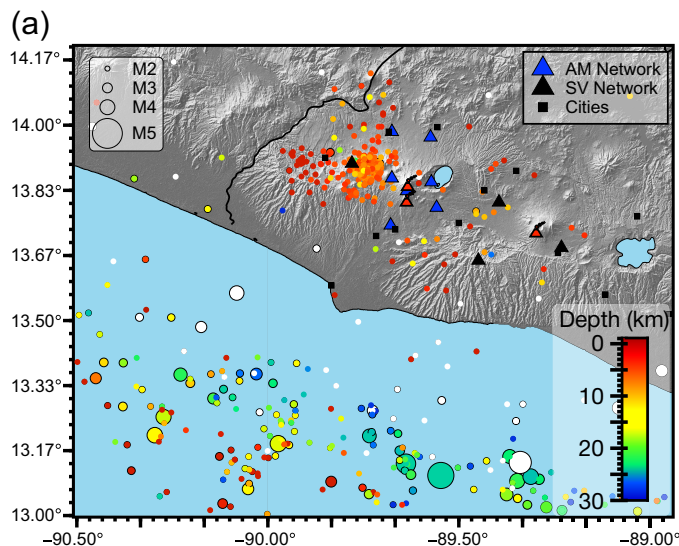 (a)
14.17°
14.00°
13.83°
13.67°
13.50°
13.33°
13.17°
13.00°
M2
M3
M4
M5
AM Network
SV Network
Cities
Depth (km)
0
10
20
30
−90.50°
−90.00°
−89.50°
−89.00°